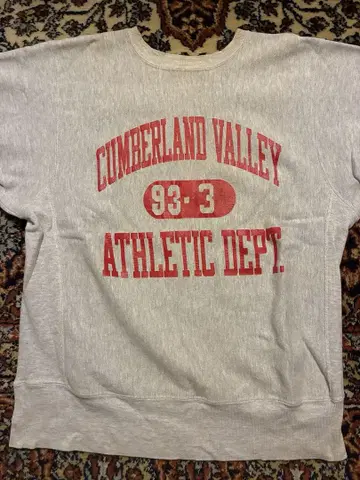 CUMBERLAND VALLEY
93-3
ATHLETIC DEPT.